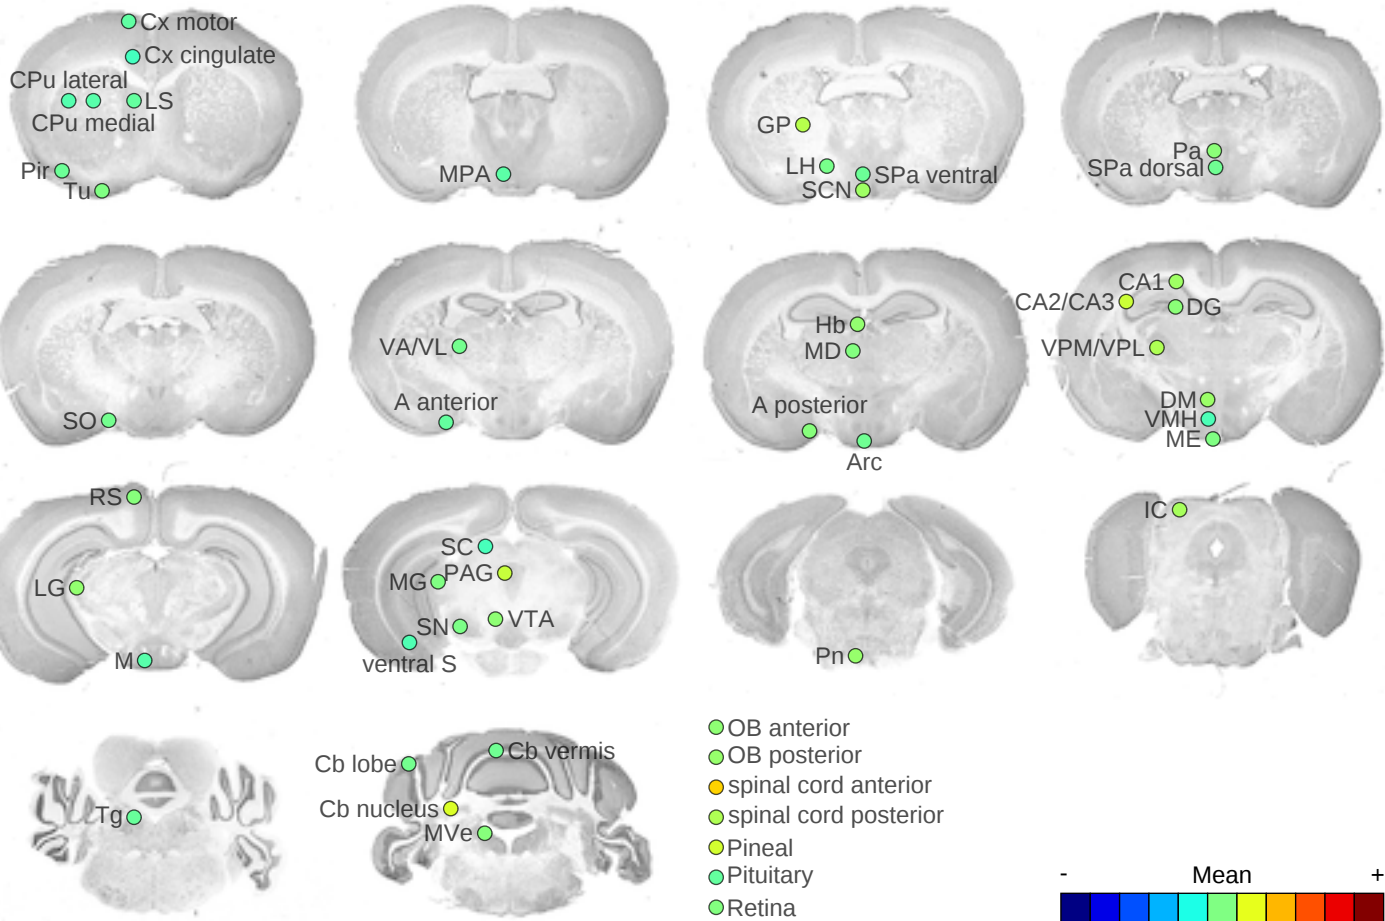 Cx motor
Cx cingulate
CPu lateral
LS
CPu medial
Pir
Tu
MPA
GP
LH
SPa ventral
SCN
Pa
SPa dorsal
SO
VA/VL
A anterior
Hb
MD
A posterior
Arc
CA1
CA2/CA3
DG
VPM/VPL
DM
VMH
ME
RS
LG
M
SC
PAG
MG
VTA
SN
ventral S
Pn
IC
Tg
Cb vermis
Cb lobe
Cb nucleus
MVe
OB anterior
OB posterior
spinal cord anterior
spinal cord posterior
Pineal
Pituitary
Retina
- Mean +